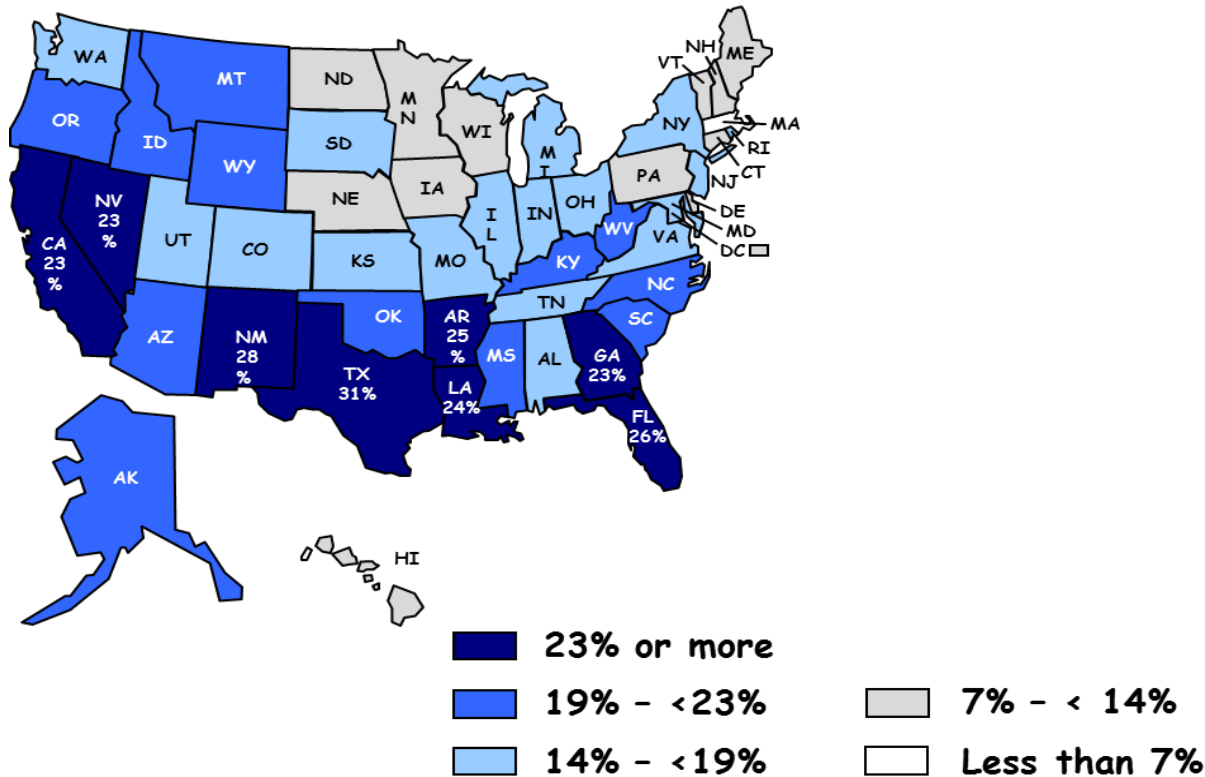 WA
MT
ND
M
N
WI
VT
NH
ME
OR
ID
WY
SD
M
I
NY
MA
RI
CT
NJ
PA
NE
IA
NV
23
%
CA
23
%
UT
CO
KS
MO
I
L
IN
OH
WV
VA
DE
MD
DC
KY
NC
TN
SC
AZ
NM
28
%
OK
AR
25
%
MS
AL
GA
23%
TX
31%
LA
24%
FL
26%
AK
HI
23% or more
19% - <23%
14% - <19%
7% - < 14%
Less than 7%